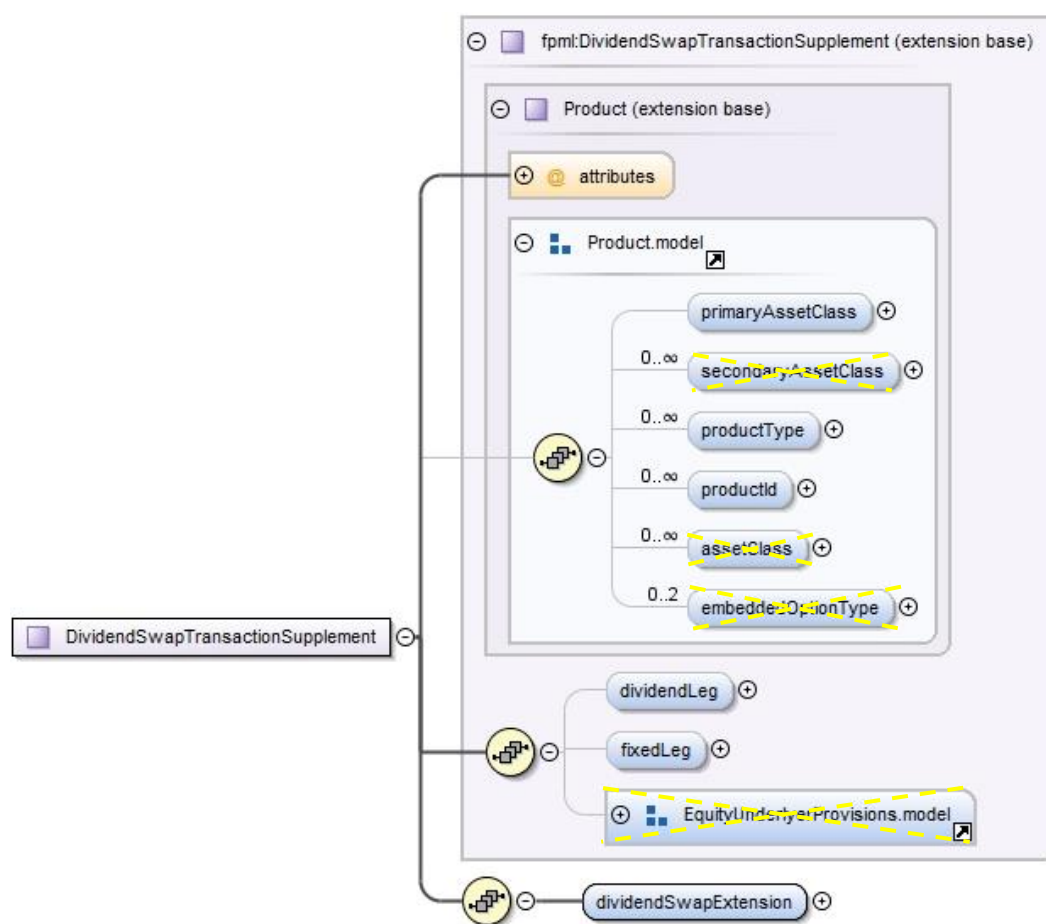 fpml:DividendSwapTransactionSupplement (extension base)
Product (extension base)
@ attributes
Product.model
primaryAssetClass
0..∞
secondaryAssetClass
0..∞
productType
0..∞
productId
0..∞
assetClass
0..2
embeddedOptionType
DividendSwapTransactionSupplement
dividendLeg
fixedLeg
EquityUnderlyerProvisions.model
dividendSwapExtension